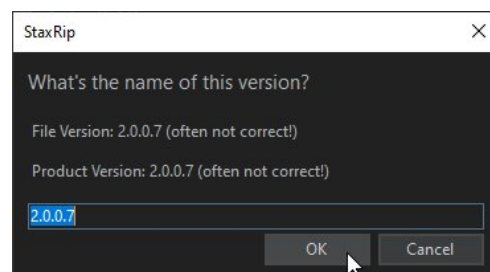 StaxRip
What's the name of this version?
File Version: 2.0.0.7 (often not correct!)
Product Version: 2.0.0.7 (often not correct!)
2.0.0.7
OK Cancel